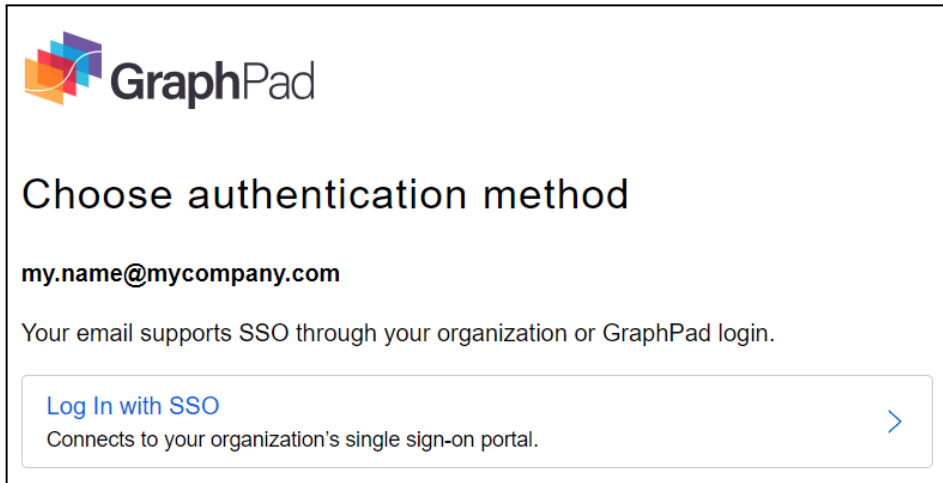 GraphPad
Choose authentication method
my.name@mycompany.com
Your email supports SSO through your organization or GraphPad login.
Log In with SSO
Connects to your organization’s single sign-on portal.